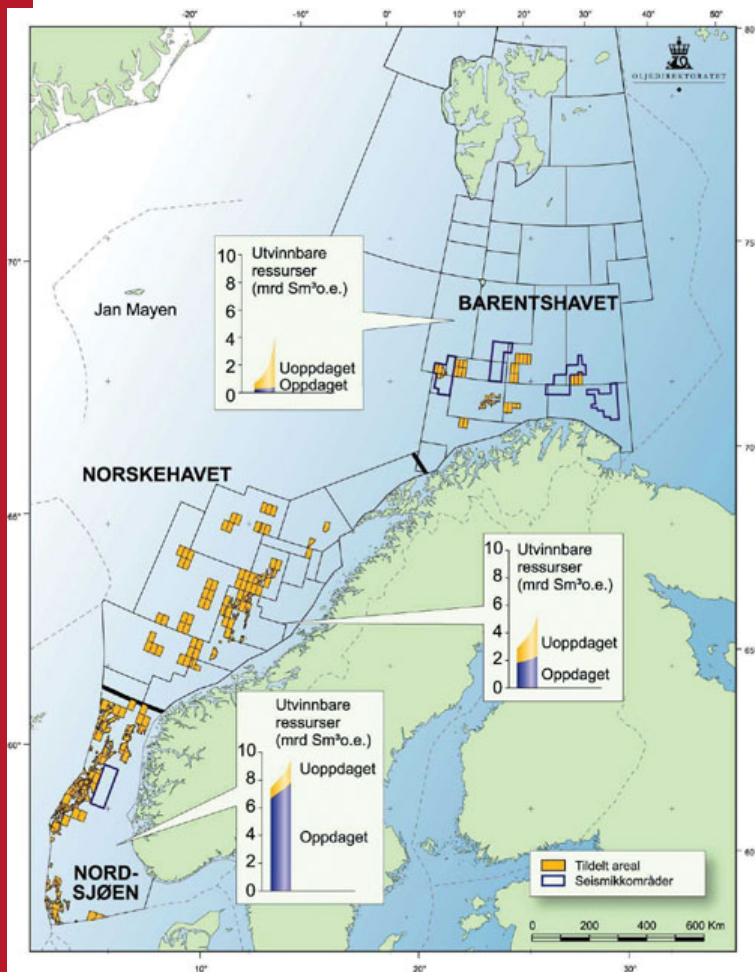 -20°
-10°
0°
10°
20°
30°
40°
50°
80
OLJEDIREKTORATET
75°
70°
10
8
6
4
2
0
Utvinnbare
ressurser
(mrd Sm³o.e.)
Uoppdaget
Oppdaget
BARENTSHAVET
Jan Mayen
70°
NORSKEHAVET
65°
10
8
6
4
2
0
Utvinnbare
ressurser
(mrd Sm³o.e.)
Uoppdaget
Oppdaget
65°
60°
Utvinnbare
ressurser
(mrd Sm³o.e.)
10
8
6
4
2
0
Uoppdaget
Oppdaget
NORD-
SJØEN
60°
Tildelt areal
Seismikkområder
0 200 400 600 Km
10°
20°
30°